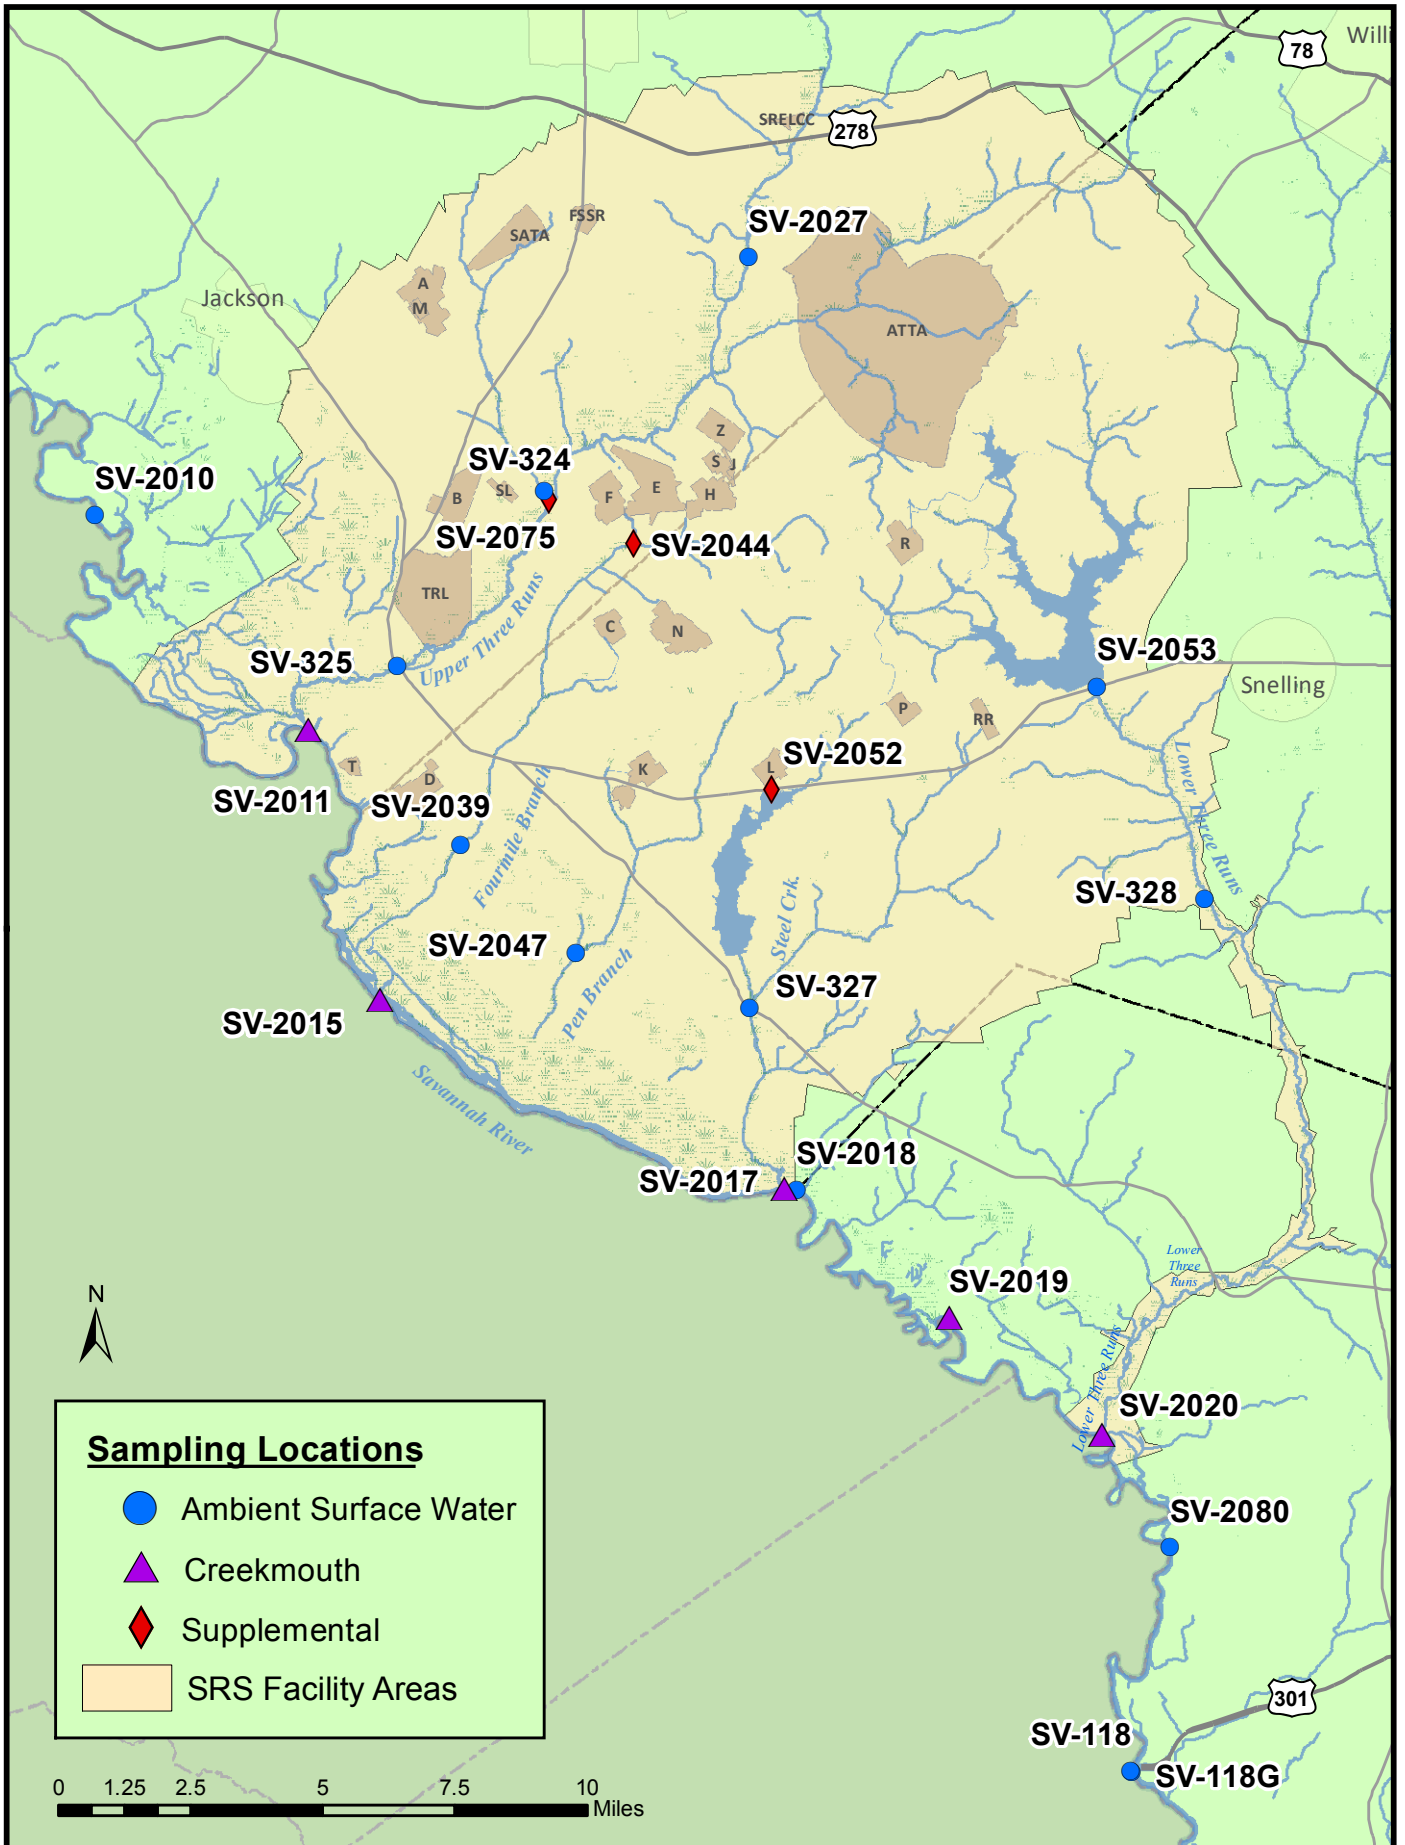 78
Willi
SRELCC
278
FSSR
SATA
SV-2027
A
M
Jackson
ATTA
Z
S
J
SV-324
SV-2010
B
SL
F
E
H
SV-2075
SV-2044
R
TRL
C
N
SV-325
Upper Three Runs
SV-2053
Snelling
P
RR
SV-2052
L
T
D
K
SV-2011
SV-2039
Fourmile Branch
Lower Three Runs
SV-328
SV-2047
Steel Crk.
Pen Branch
SV-327
SV-2015
Savannah River
SV-2018
SV-2017
Lower
Three
Runs
SV-2019
N
Lower Three Runs
SV-2020
Sampling Locations
Ambient Surface Water
Creekmouth
Supplemental
SRS Facility Areas
SV-2080
301
SV-118
SV-118G
0 1.25 2.5 5 7.5 10
Miles